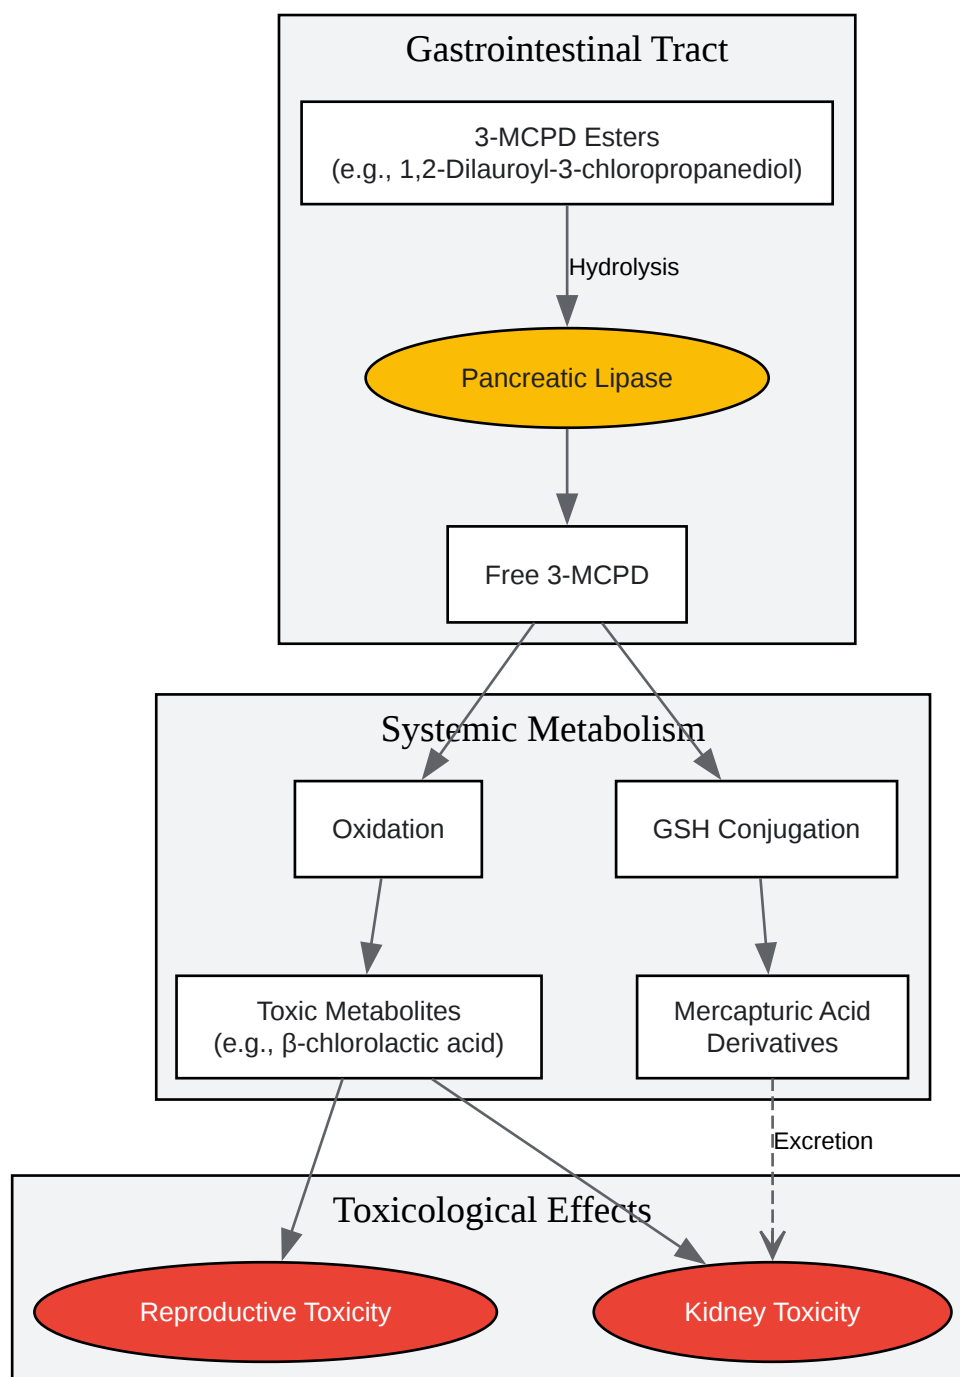 Gastrointestinal Tract
3-MCPD Esters
(e.g., 1,2-Dilauroyl-3-chloropropanediol)
Hydrolysis
Pancreatic Lipase
Free 3-MCPD
Systemic Metabolism
Oxidation
GSH Conjugation
Toxic Metabolites
(e.g., β-chlorolactic acid)
Mercapturic Acid
Derivatives
Excretion
Toxicological Effects
Reproductive Toxicity
Kidney Toxicity